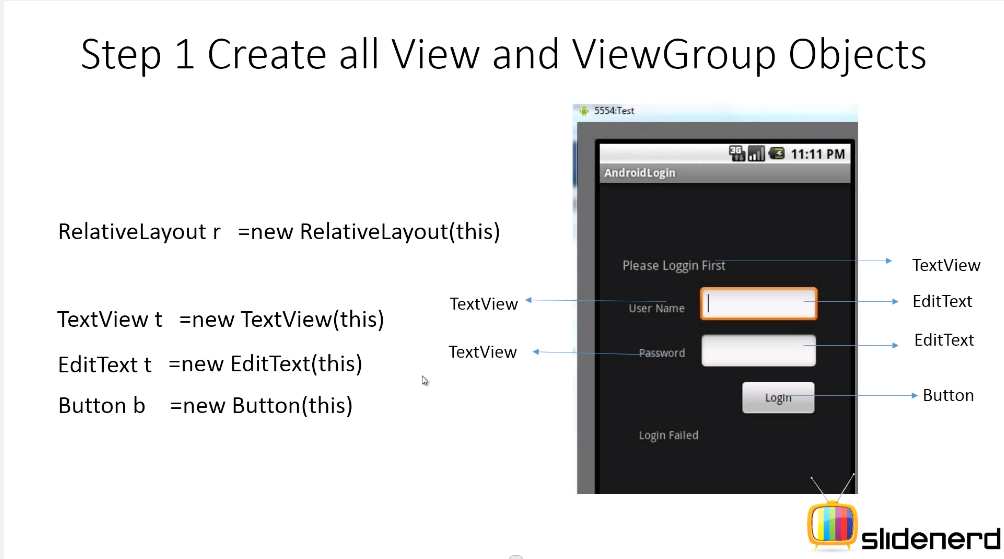 Step 1 Create all View and ViewGroup Objects
5554:Test
3G
11:11 PM
AndroidLogin
RelativeLayout r =new RelativeLayout(this)
TextView t =new TextView(this)
EditText t =new EditText(this)
Button b =new Button(this)
Please Loggin First
TextView
TextView
User Name
EditText
TextView
Password
EditText
Login
Button
Login Failed
slidenerd